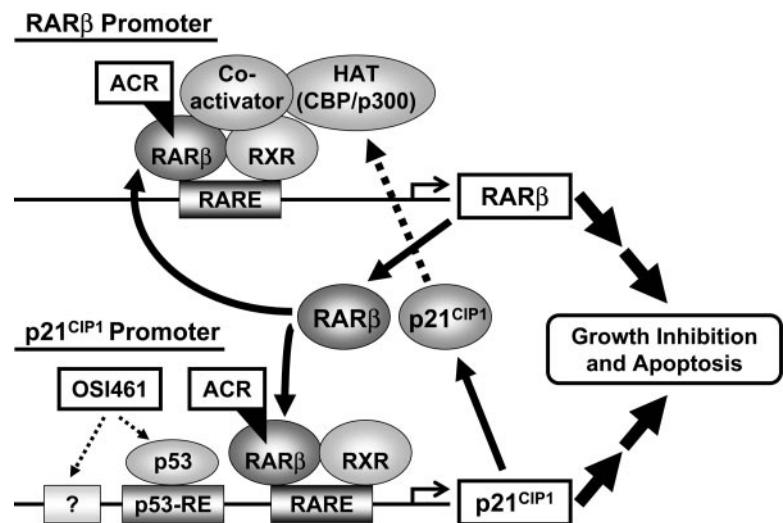 RARβ Promoter
ACR
Co-
activator
HAT
(CBP/p300)
RARβ
RXR
RARE
RARβ
RARβ
p21CIP1
Growth Inhibition
and Apoptosis
p21CIP1 Promoter
OSI461
ACR
p53
RARβ
RXR
?
p53-RE
RARE
p21CIP1